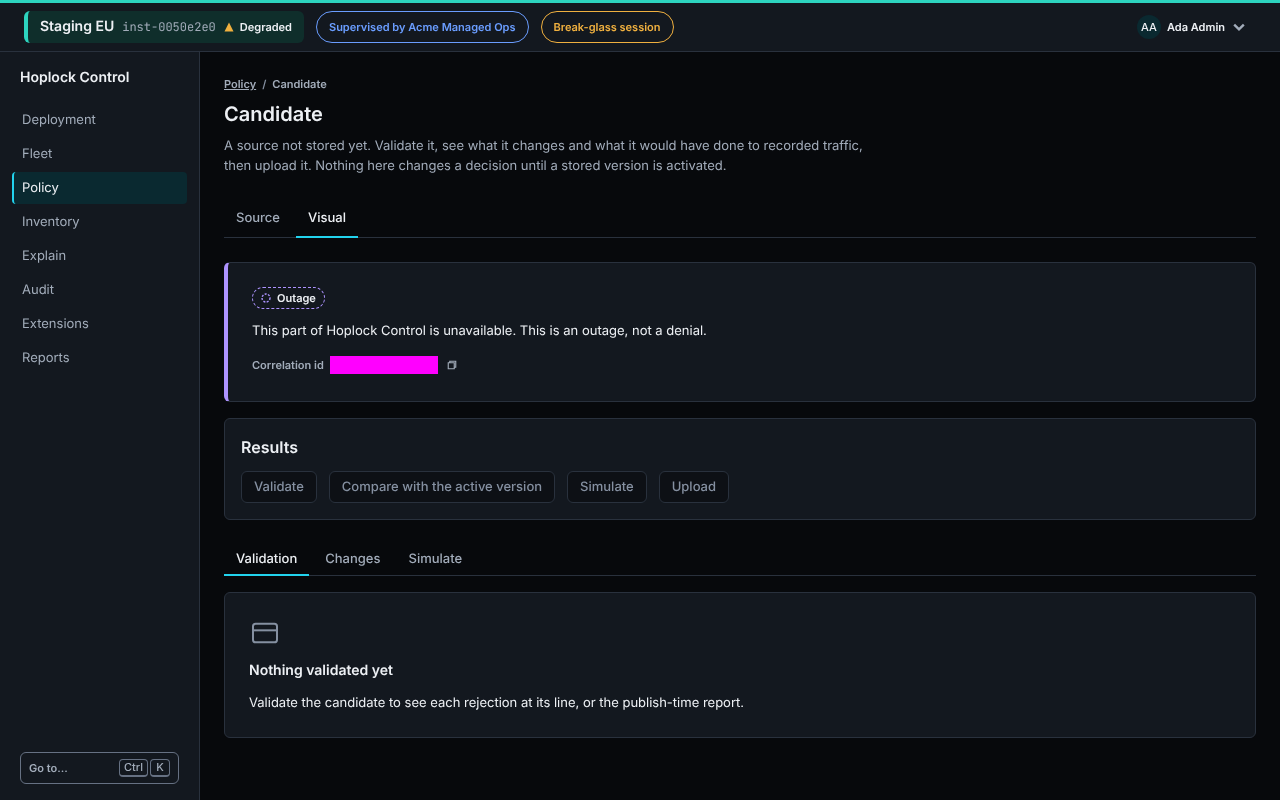 Staging EU inst-0050e2e0 Degraded Supervised by Acme Managed Ops Break-glass session AA Ada Admin
Hoplock Control
Deployment
Fleet
Policy
Inventory
Explain
Audit
Extensions
Reports
Go to... Ctrl K
Policy / Candidate
Candidate
A source not stored yet. Validate it, see what it changes and what it would have done to recorded traffic,
then upload it. Nothing here changes a decision until a stored version is activated.
Source Visual
Outage
This part of Hoplock Control is unavailable. This is an outage, not a denial.
Correlation id
Results
Validate Compare with the active version Simulate Upload
Validation Changes Simulate
Nothing validated yet
Validate the candidate to see each rejection at its line, or the publish-time report.